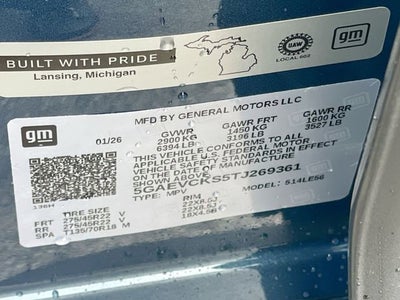 BUILT WITH PRIDE
Lansing, Michigan
UAW
LOCAL 602
gm
MFD BY GENERAL MOTORS LLC
gm
01/26
GVWR
2900 KG
6394 LB
GAWR FRT
1450 KG
3196 LB
GAWR RR
1600 KG
3527 LB
THIS VEHICLE CONFORMS TO ALL
APPLICABLE U.S. FEDERAL MOTOR
VEHICLE SAFETY STANDARDS IN EFFECT
ON THE DATE OF MANUFACTURE
TYPE: MPV
MODEL: 514LE56
TIRE SIZE
RIM
FRT 275/45R22 V
RR 275/45R22 V
SPA T135/70R18 M
18X4.5B